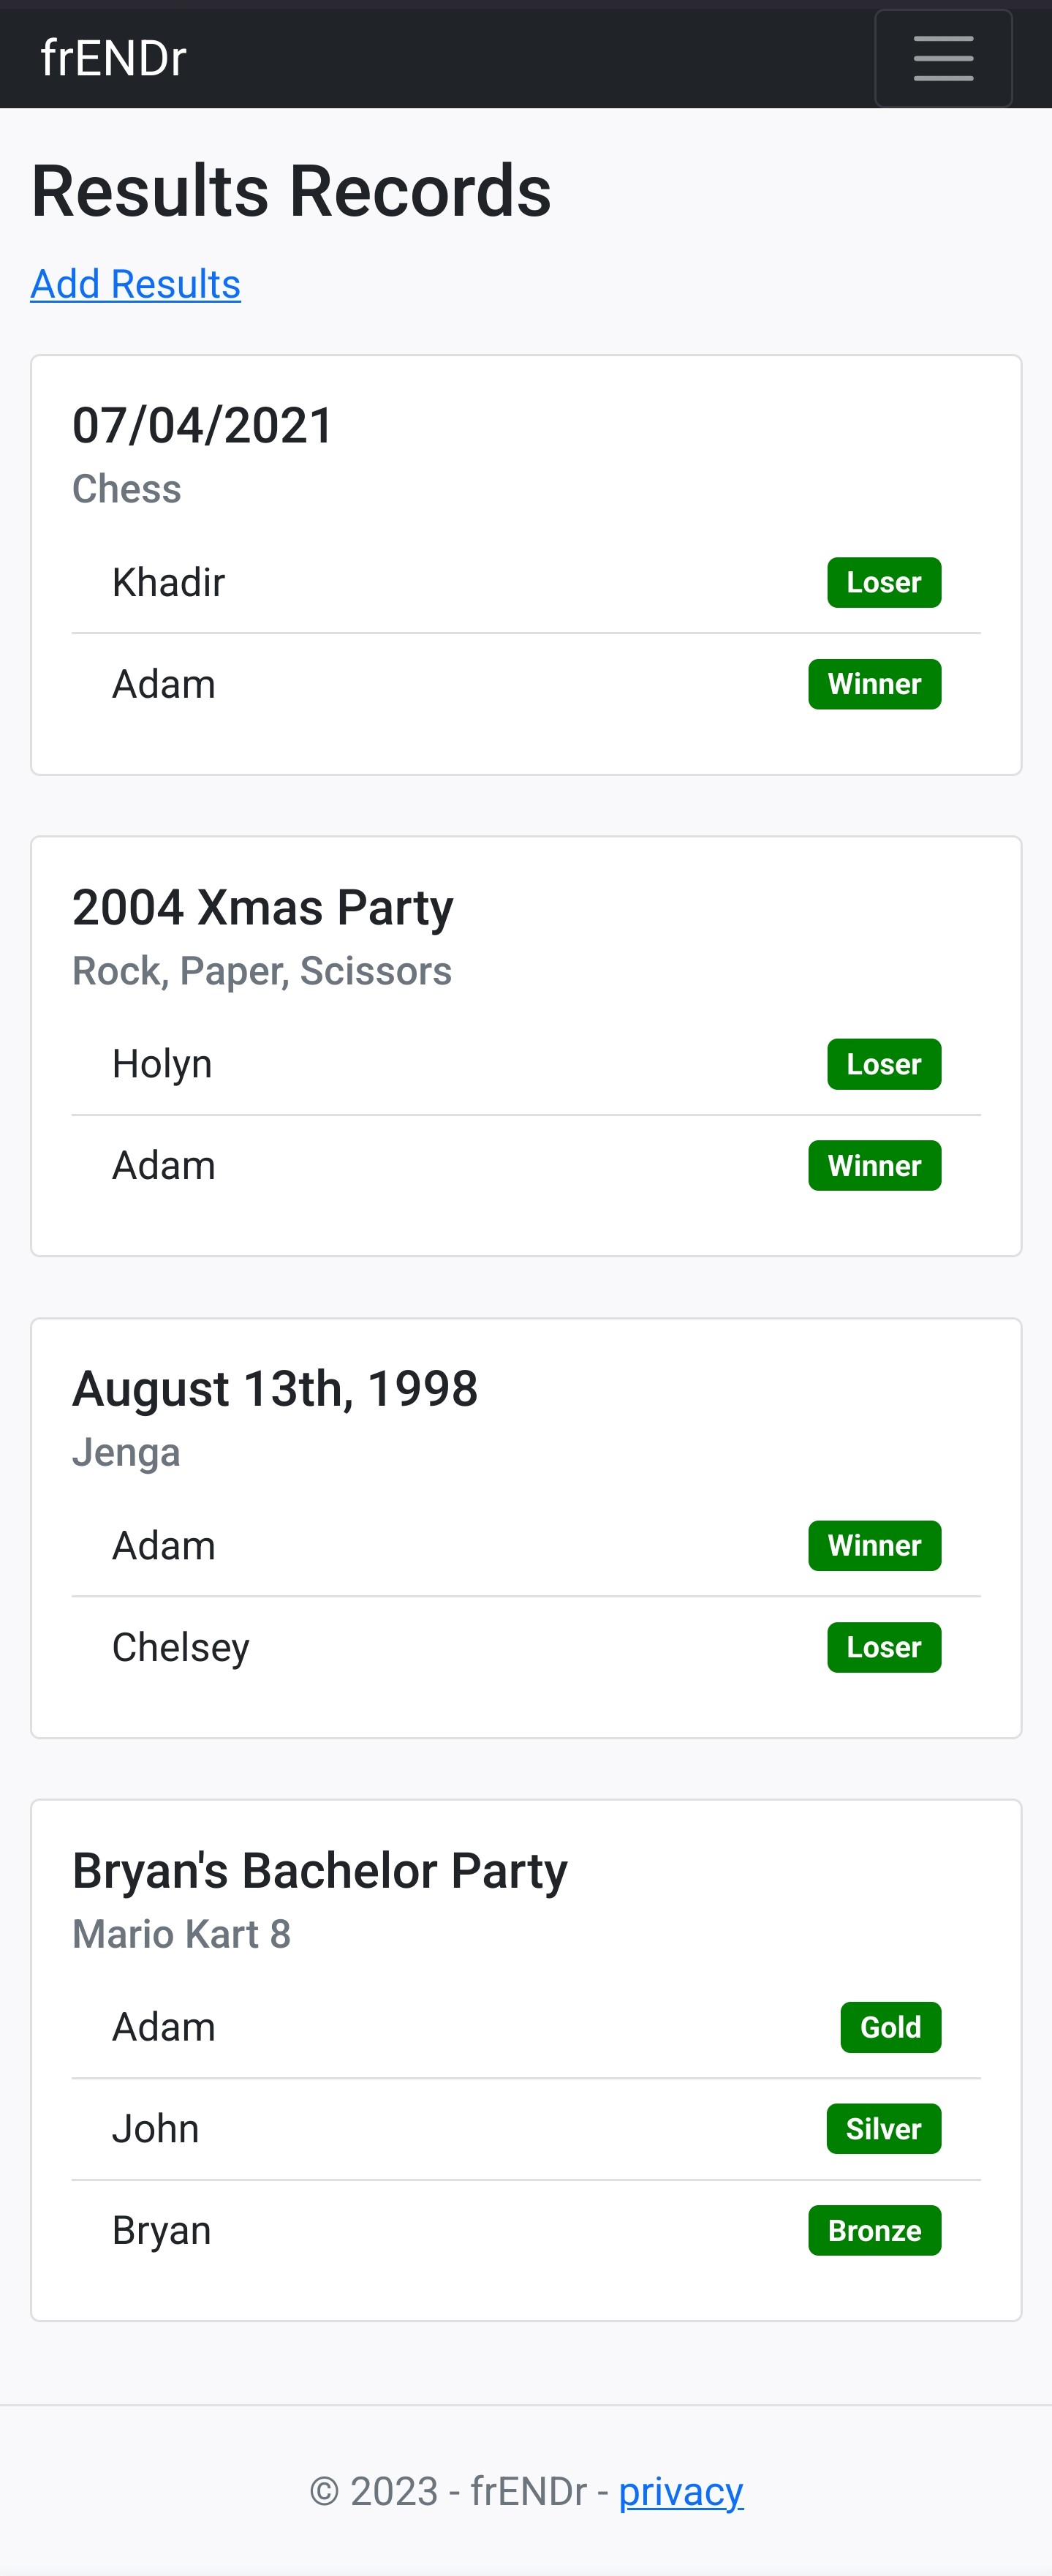 frENDr
Results Records
Add Results
07/04/2021
Chess
Khadir Loser
Adam Winner
2004 Xmas Party
Rock, Paper, Scissors
Holyn Loser
Adam Winner
August 13th, 1998
Jenga
Adam Winner
Chelsey Loser
Bryan's Bachelor Party
Mario Kart 8
Adam Gold
John Silver
Bryan Bronze
© 2023 - frENDr - privacy